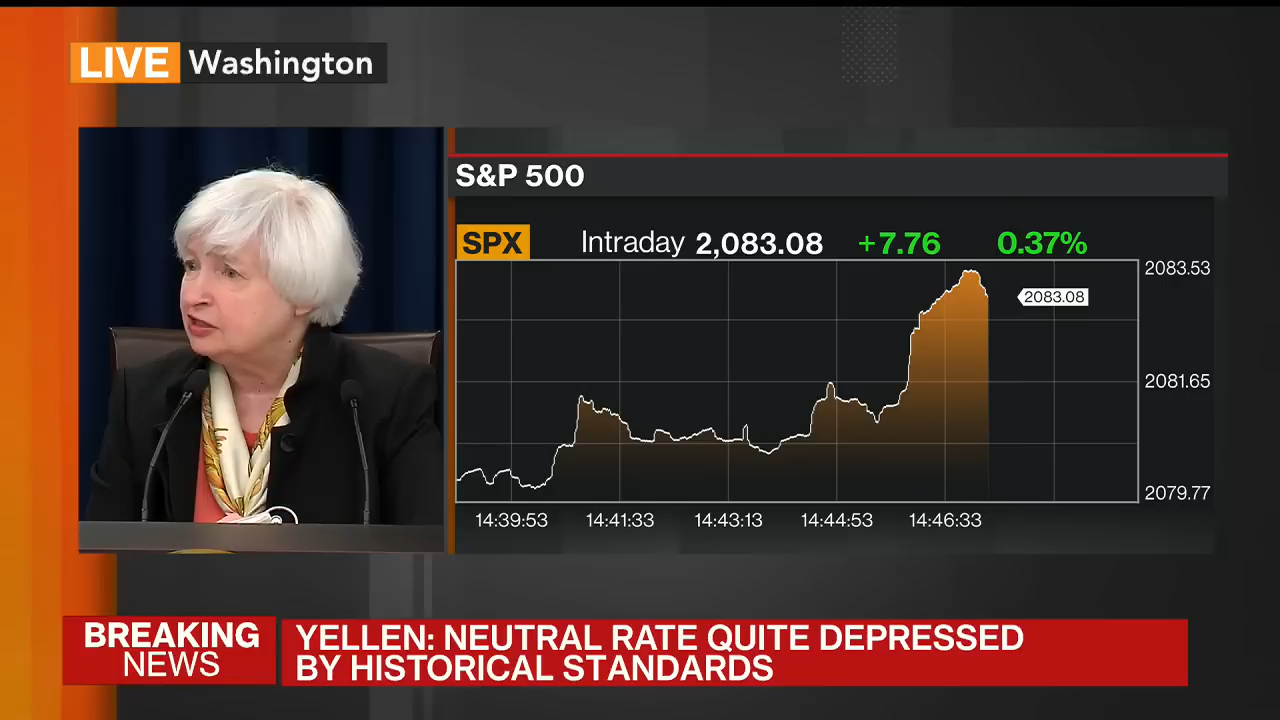 LIVE Washington
S&P 500
SPX Intraday 2,083.08 +7.76 0.37%
2083.53
2083.08
2081.65
2079.77
14:39:53 14:41:33 14:43:13 14:44:53 14:46:33
BREAKING
NEWS
YELLEN: NEUTRAL RATE QUITE DEPRESSED
BY HISTORICAL STANDARDS